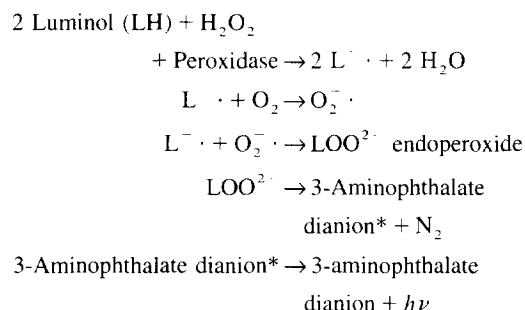 2 Luminol (LH) + H₂O₂
+ Peroxidase → 2 L⁻ · + 2 H₂O
L · + O₂ → O₂⁻ ·
L⁻ · + O₂⁻ · → LOO²⁻ endoperoxide
LOO²⁻ → 3-Aminophthalate
dianion* + N₂
3-Aminophthalate dianion* → 3-aminophthalate
dianion + hν